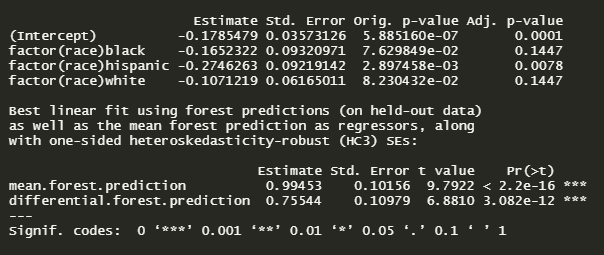 Estimate Std. Error Orig. p-value Adj. p-value
(Intercept) -0.1785479 0.03573126 5.885160e-07 0.0001
factor(race)black -0.1652322 0.09320971 7.629849e-02 0.1447
factor(race)hispanic -0.2746263 0.09219142 2.897458e-03 0.0078
factor(race)white -0.1071219 0.06165011 8.230432e-02 0.1447
Best linear fit using forest predictions (on held-out data)
as well as the mean forest prediction as regressors, along
with one-sided heteroskedasticity-robust (HC3) SEs:
Estimate Std. Error t value Pr(>t)
mean.forest.prediction 0.99453 0.10156 9.7922 < 2.2e-16 ***
differential.forest.prediction 0.75544 0.10979 6.8810 3.082e-12 ***
---
Signif. codes: 0 ‘***’ 0.001 ‘**’ 0.01 ‘*’ 0.05 ‘.’ 0.1 ‘ ’ 1